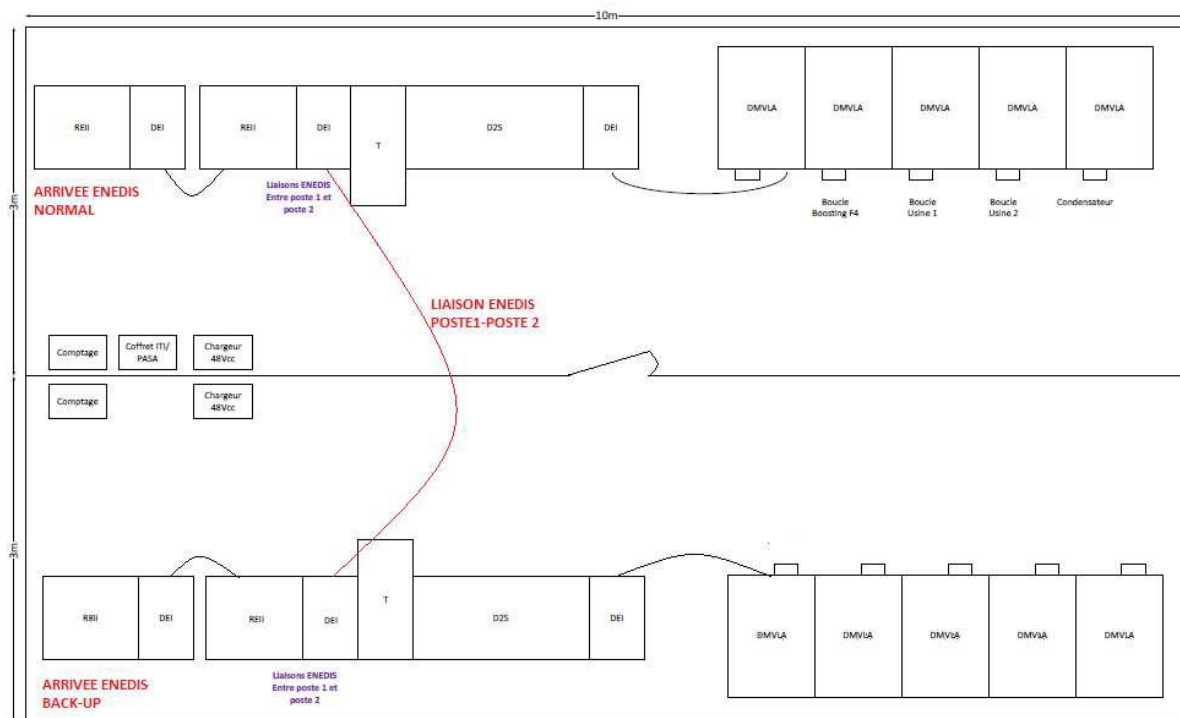 10m
DMVLA DMVLA DMVLA DMVLA DMVLA
REII DEI REII DEI T D2S DEI
ARRIVEE ENEDIS
NORMAL
Liaisons ENEDIS
Entre poste 1 et
poste 2
3m
Boucle
Boosting F4
Boucle
Usine 1
Boucle
Usine 2
Condensateur
LIAISON ENEDIS
POSTE1-POSTE 2
Comptage
Coffret ITI/
PASA
Chargeur
48Vcc
Comptage
Chargeur
48Vcc
3m
REII DEI REII DEI T D2S DEI
DMVLA DMVLA DMVLA DMVLA DMVLA
ARRIVEE ENEDIS
BACK-UP
Liaisons ENEDIS
Entre poste 1 et
poste 2